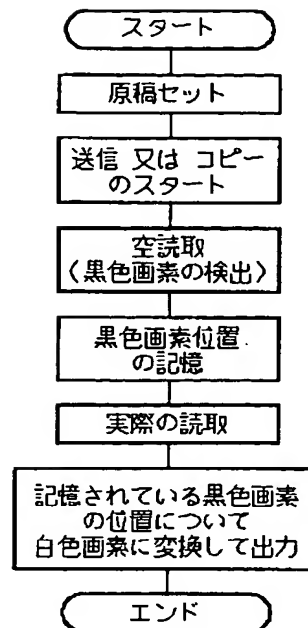 スタート
原稿セット
送信 又は コピー
のスタート
空読取
〈黒色画素の検出〉
黒色画素位置
の記憶
実際の読取
記憶されている黒色画素
の位置について
白色画素に変換して出力
エンド